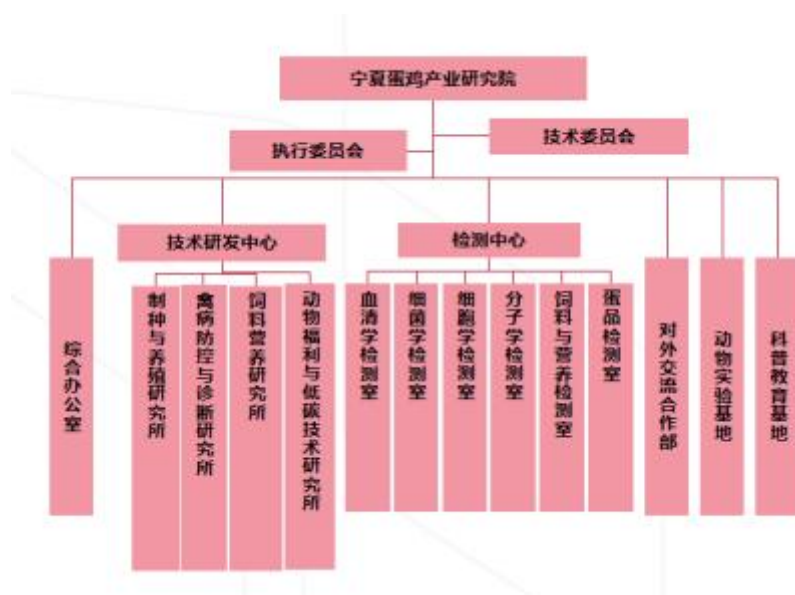 宁夏蛋鸡产业研究院
技术委员会
执行委员会
技术研发中心
检测中心
综合办公室
制种与养殖研究所
禽病防控与诊断研究所
饲料营养研究所
动物福利与低碳技术研究所
血清学检测室
细菌学检测室
细胞学检测室
分子学检测室
饲料与营养检测室
蛋品检测室
对外交流合作部
动物实验基地
科普教育基地